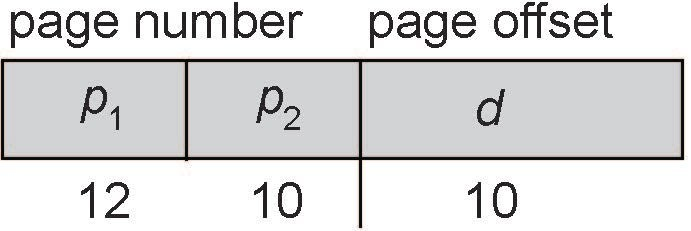 page number page offset
p₁ p₂ d
12 10 10